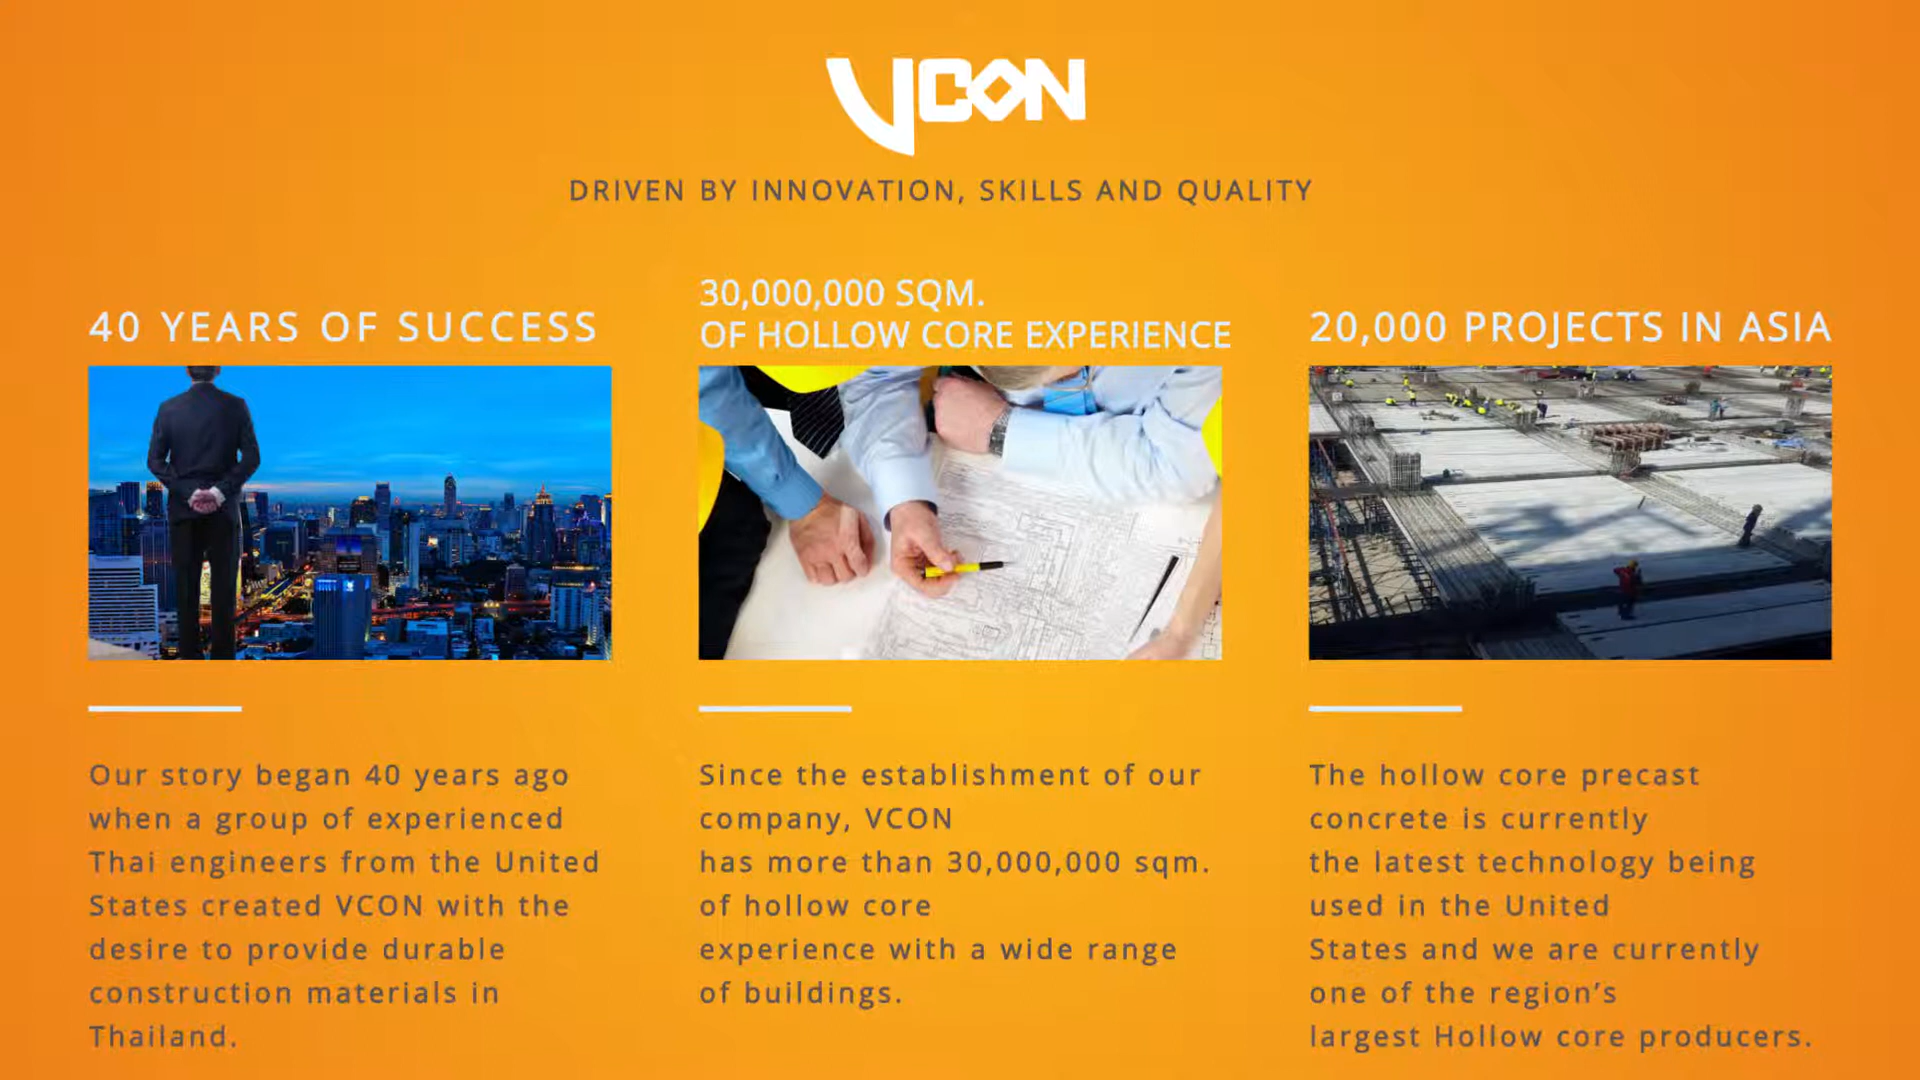 VCON
DRIVEN BY INNOVATION, SKILLS AND QUALITY
40 YEARS OF SUCCESS
Our story began 40 years ago
when a group of experienced
Thai engineers from the United
States created VCON with the
desire to provide durable
construction materials in
Thailand.
30,000,000 SQM.
OF HOLLOW CORE EXPERIENCE
Since the establishment of our
company, VCON
has more than 30,000,000 sqm.
of hollow core
experience with a wide range
of buildings.
20,000 PROJECTS IN ASIA
The hollow core precast
concrete is currently
the latest technology being
used in the United
States and we are currently
one of the region’s
largest Hollow core producers.